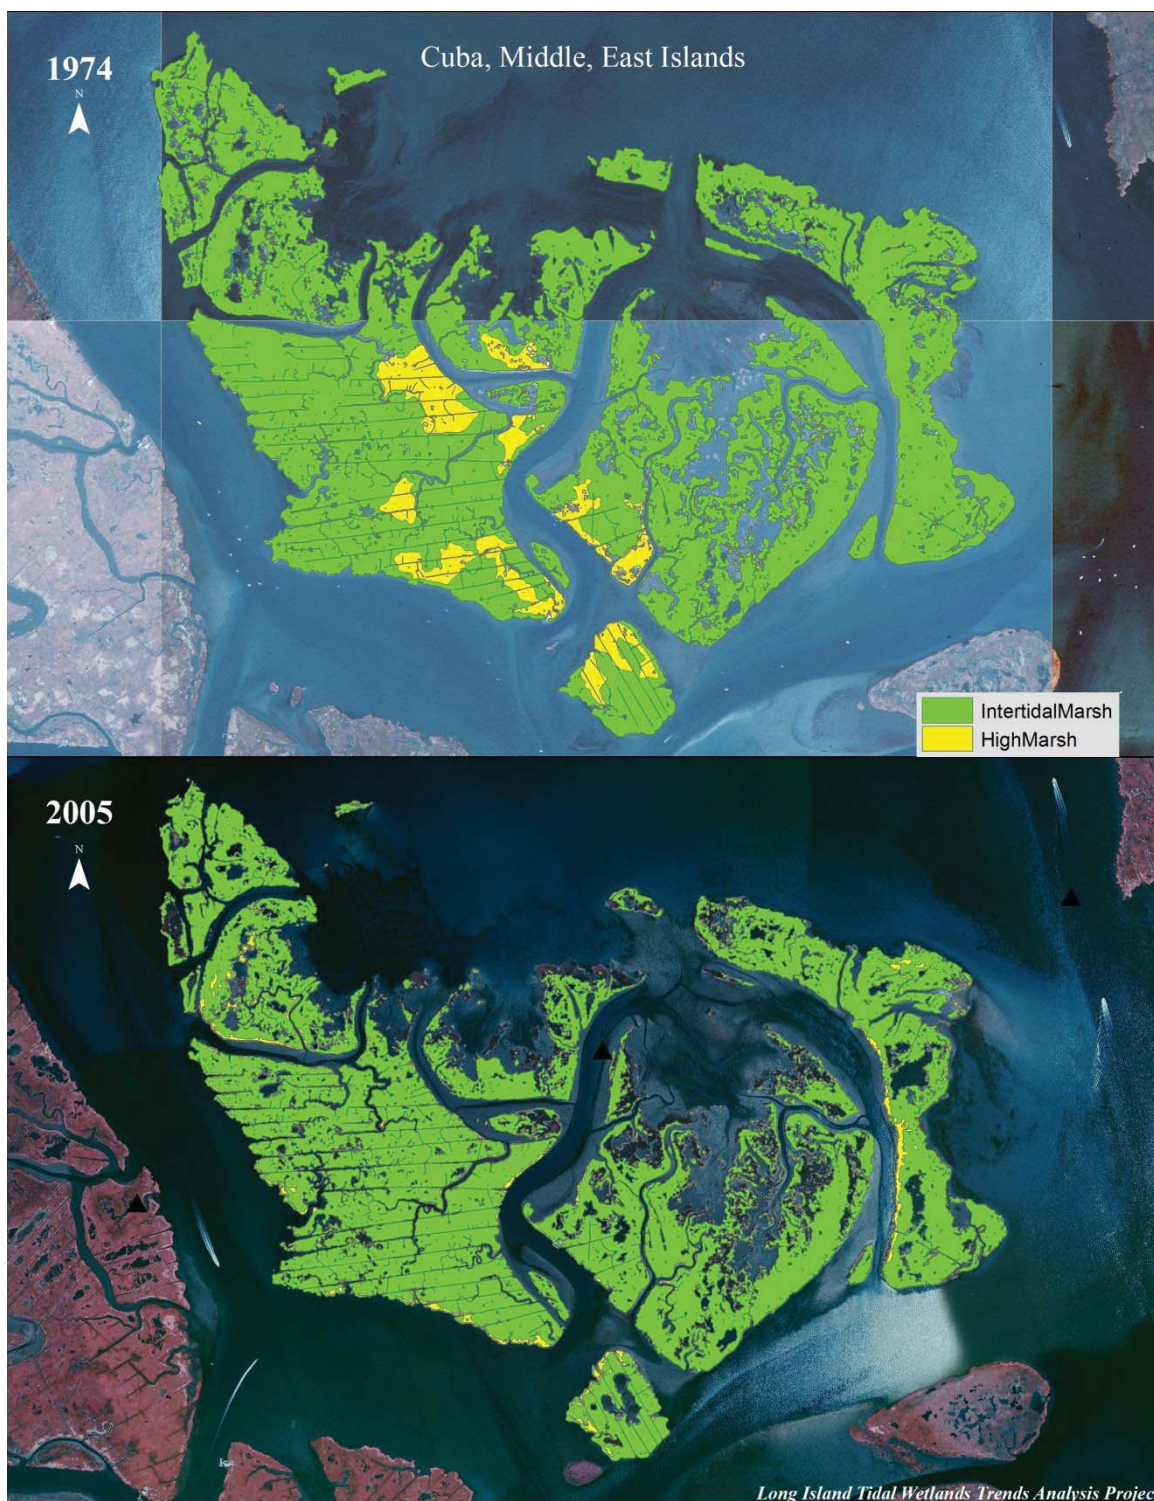 Cuba, Middle, East Islands
1974
N
IntertidalMarsh
HighMarsh
2005
N
Long Island Tidal Wetlands Trends Analysis Projec